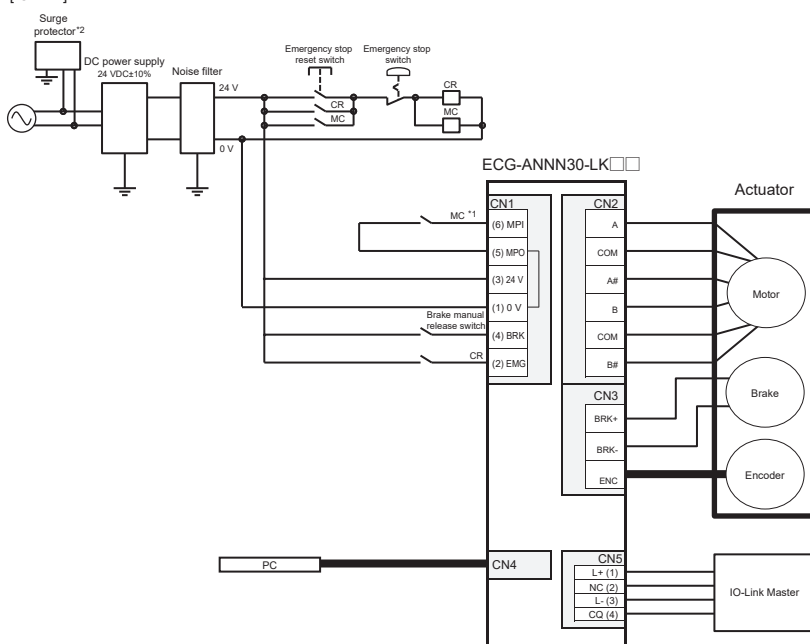 Surge
protector*2
DC power supply
24 VDC±10%
Noise filter
24 V
0 V
Emergency stop
reset switch
Emergency stop
switch
CR
MC
CR
MC
ECG-ANNN30-LK□□
Actuator
CN1
MC *1
(6) MPI
(5) MPO
(3) 24 V
(1) 0 V
Brake manual
release switch
(4) BRK
CR
(2) EMG
CN2
A
COM
A#
B
COM
B#
Motor
CN3
BRK+
BRK-
ENC
Brake
Encoder
PC
CN4
CN5
L+ (1)
NC (2)
L- (3)
CQ (4)
IO-Link Master